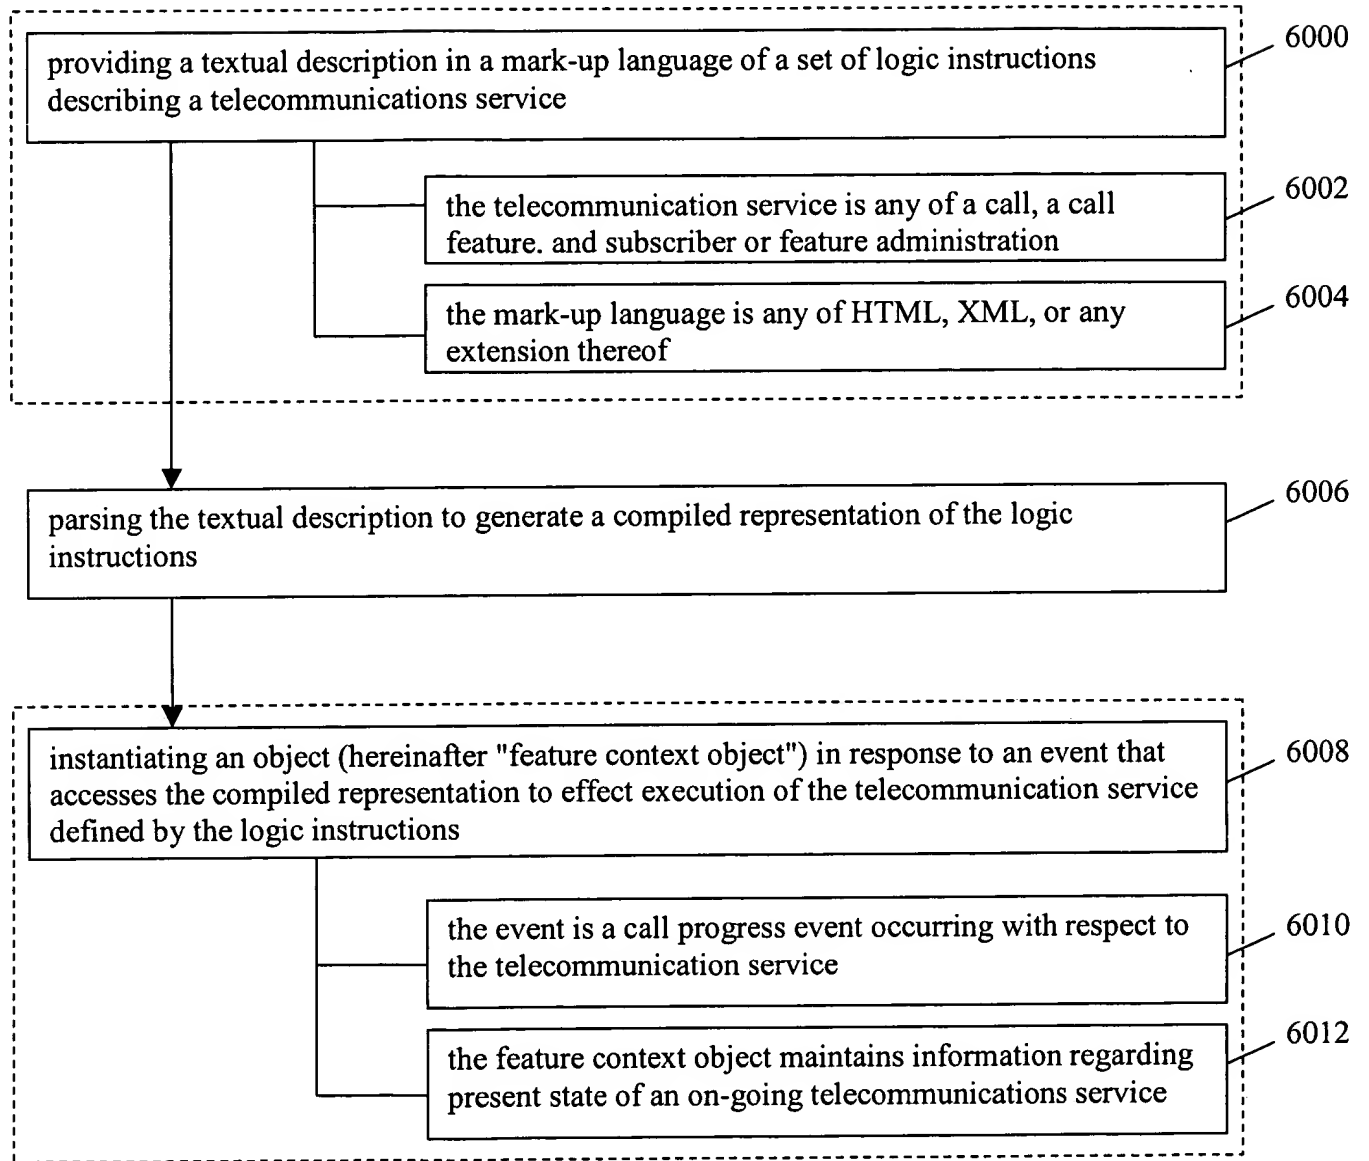 6000
providing a textual description in a mark-up language of a set of logic instructions
describing a telecommunications service
6002
the telecommunication service is any of a call, a call
feature. and subscriber or feature administration
6004
the mark-up language is any of HTML, XML, or any
extension thereof
6006
parsing the textual description to generate a compiled representation of the logic
instructions
6008
instantiating an object (hereinafter "feature context object") in response to an event that
accesses the compiled representation to effect execution of the telecommunication service
defined by the logic instructions
6010
the event is a call progress event occurring with respect to
the telecommunication service
6012
the feature context object maintains information regarding
present state of an on-going telecommunications service